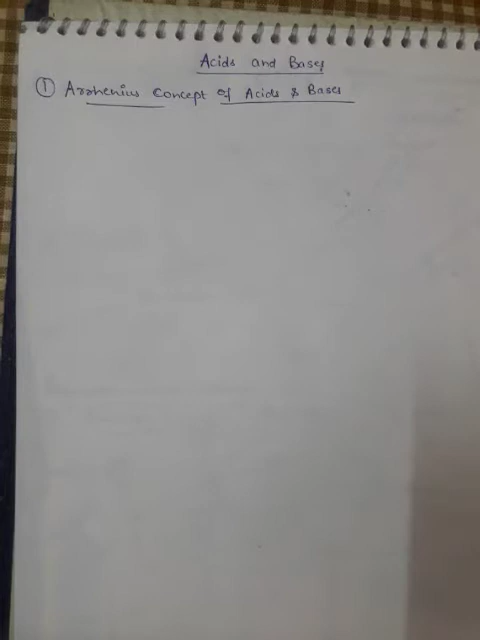 Acids and Bases
① Arrhenius Concept of Acids & Bases